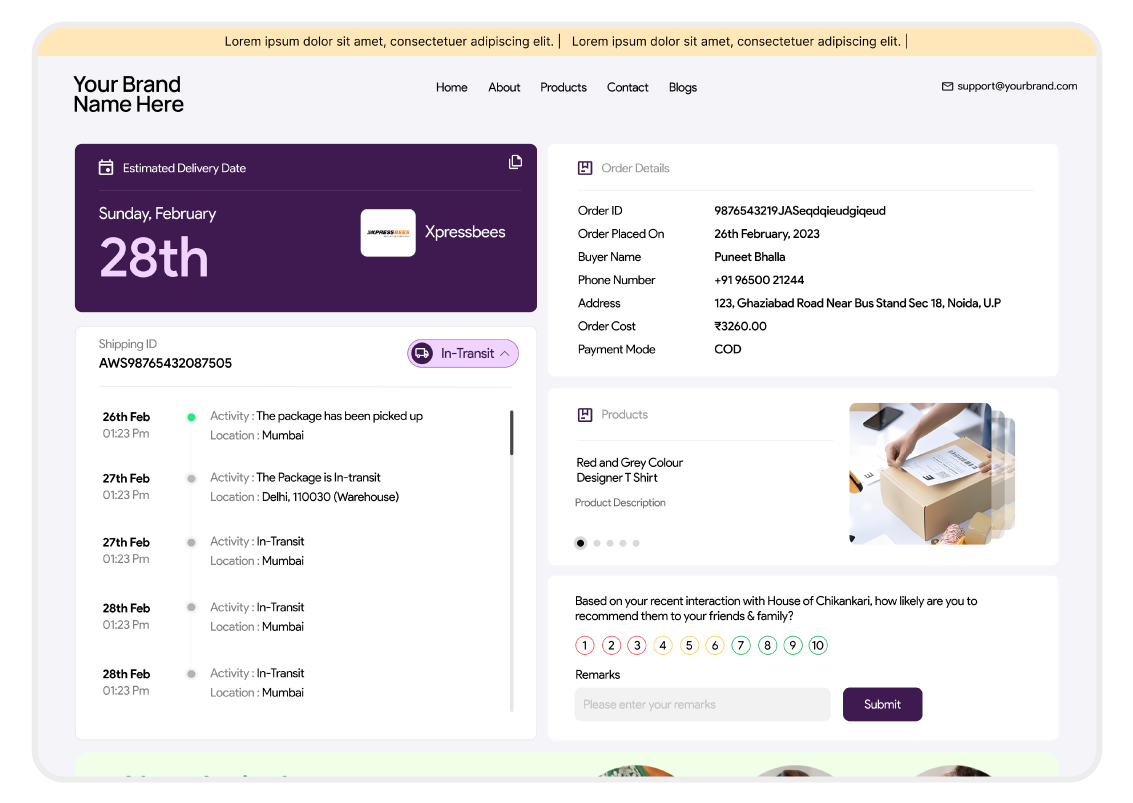 Lorem ipsum dolor sit amet, consectetuer adipiscing elit. | Lorem ipsum dolor sit amet, consectetuer adipiscing elit. |
Your Brand
Name Here
Home About Products Contact Blogs
support@yourbrand.com
Estimated Delivery Date
Sunday, February
28th
XPRESSBEES
Xpressbees
Shipping ID
AWS98765432087505
In-Transit
26th Feb
01:23 Pm
Activity : The package has been picked up
Location : Mumbai
27th Feb
01:23 Pm
Activity : The Package is In-transit
Location : Delhi, 110030 (Warehouse)
27th Feb
01:23 Pm
Activity : In-Transit
Location : Mumbai
28th Feb
01:23 Pm
Activity : In-Transit
Location : Mumbai
28th Feb
01:23 Pm
Activity : In-Transit
Location : Mumbai
Order Details
Order ID 9876543219JASeqdqieudgiqeud
Order Placed On 26th February, 2023
Buyer Name Puneet Bhalla
Phone Number +91 96500 21244
Address 123, Ghaziabad Road Near Bus Stand Sec 18, Noida, U.P
Order Cost ₹3260.00
Payment Mode COD
Products
Red and Grey Colour
Designer T Shirt
Product Description
Based on your recent interaction with House of Chikankari, how likely are you to
recommend them to your friends & family?
1 2 3 4 5 6 7 8 9 10
Remarks
Please enter your remarks
Submit